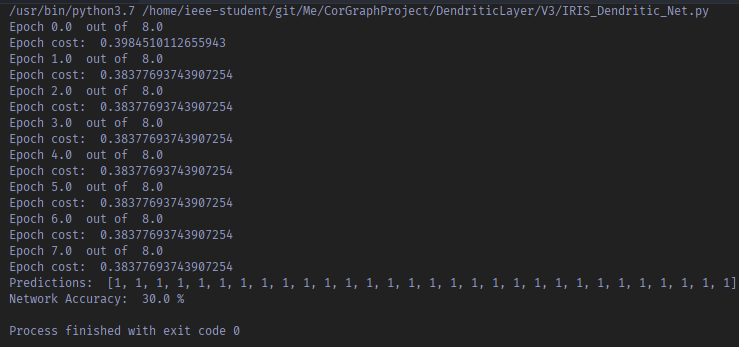 /usr/bin/python3.7 /home/ieee-student/git/Me/CorGraphProject/DendriticLayer/V3/IRIS_Dendritic_Net.py
Epoch 0.0  out of  8.0
Epoch cost:  0.3984510112655943
Epoch 1.0  out of  8.0
Epoch cost:  0.38377693743907254
Epoch 2.0  out of  8.0
Epoch cost:  0.38377693743907254
Epoch 3.0  out of  8.0
Epoch cost:  0.38377693743907254
Epoch 4.0  out of  8.0
Epoch cost:  0.38377693743907254
Epoch 5.0  out of  8.0
Epoch cost:  0.38377693743907254
Epoch 6.0  out of  8.0
Epoch cost:  0.38377693743907254
Epoch 7.0  out of  8.0
Epoch cost:  0.38377693743907254
Predictions:  [1, 1, 1, 1, 1, 1, 1, 1, 1, 1, 1, 1, 1, 1, 1, 1, 1, 1, 1, 1, 1, 1, 1, 1, 1, 1, 1, 1, 1, 1]
Network Accuracy:  30.0 %
Process finished with exit code 0